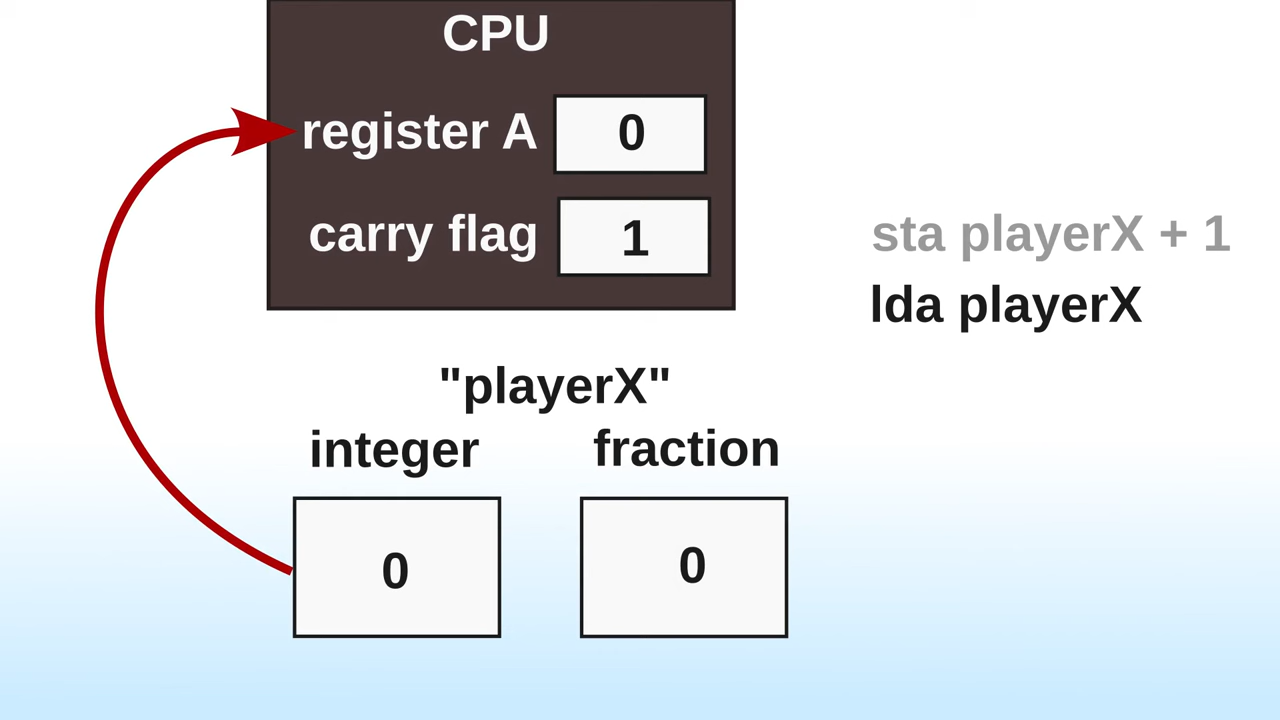 CPU
register A 0
carry flag 1
sta playerX + 1
lda playerX
"playerX"
integer fraction
0 0